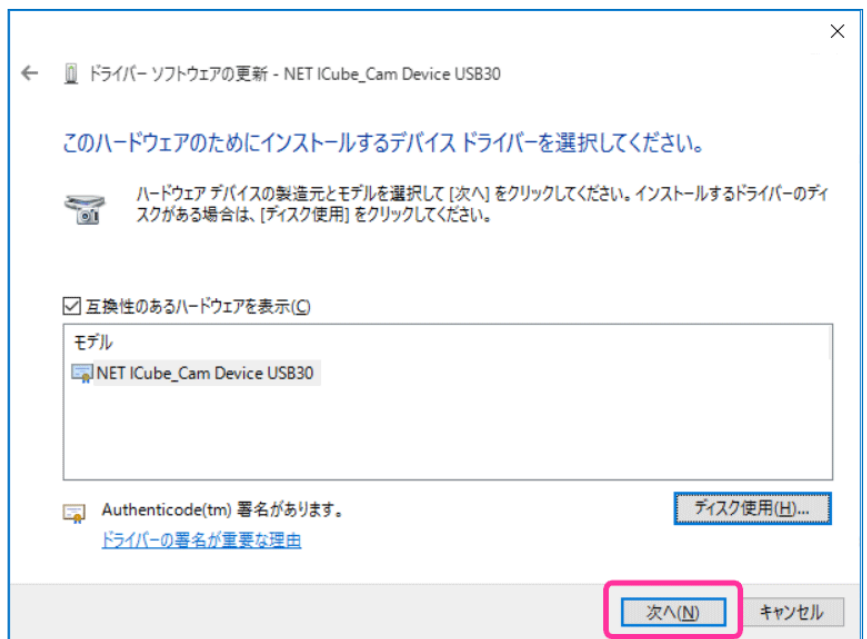 ドライバー ソフトウェアの更新 - NET ICube_Cam Device USB30
このハードウェアのためにインストールするデバイス ドライバーを選択してください。
ハードウェア デバイスの製造元とモデルを選択して [次へ] をクリックしてください。インストールするドライバーのディ
スクがある場合は、[ディスク使用] をクリックしてください。
互換性のあるハードウェアを表示(C)
モデル
NET ICube_Cam Device USB30
Authenticode(tm) 署名があります。
ディスク使用(H)...
ドライバーの署名が重要な理由
次へ(N)
キャンセル